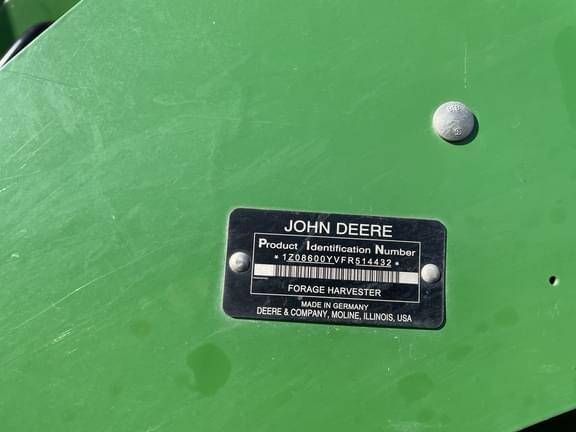 JOHN DEERE
Product Identification Number
*1Z08600YVFR514432*
FORAGE HARVESTER
MADE IN GERMANY
DEERE & COMPANY, MOLINE, ILLINOIS, USA